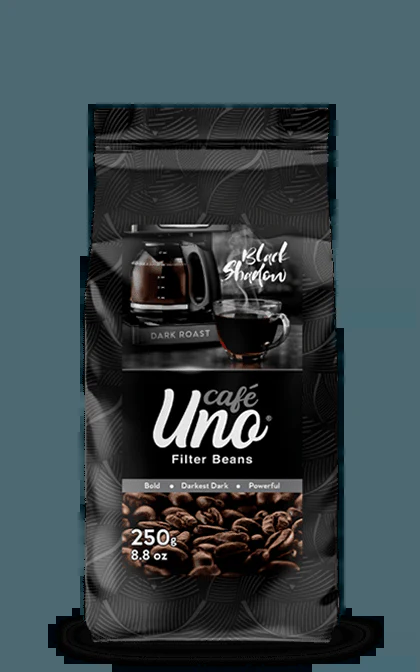 Black
Shadow
DARK ROAST
café
Uno®
Filter Beans
Bold • Darkest Dark • Powerful
250g
8.8 oz